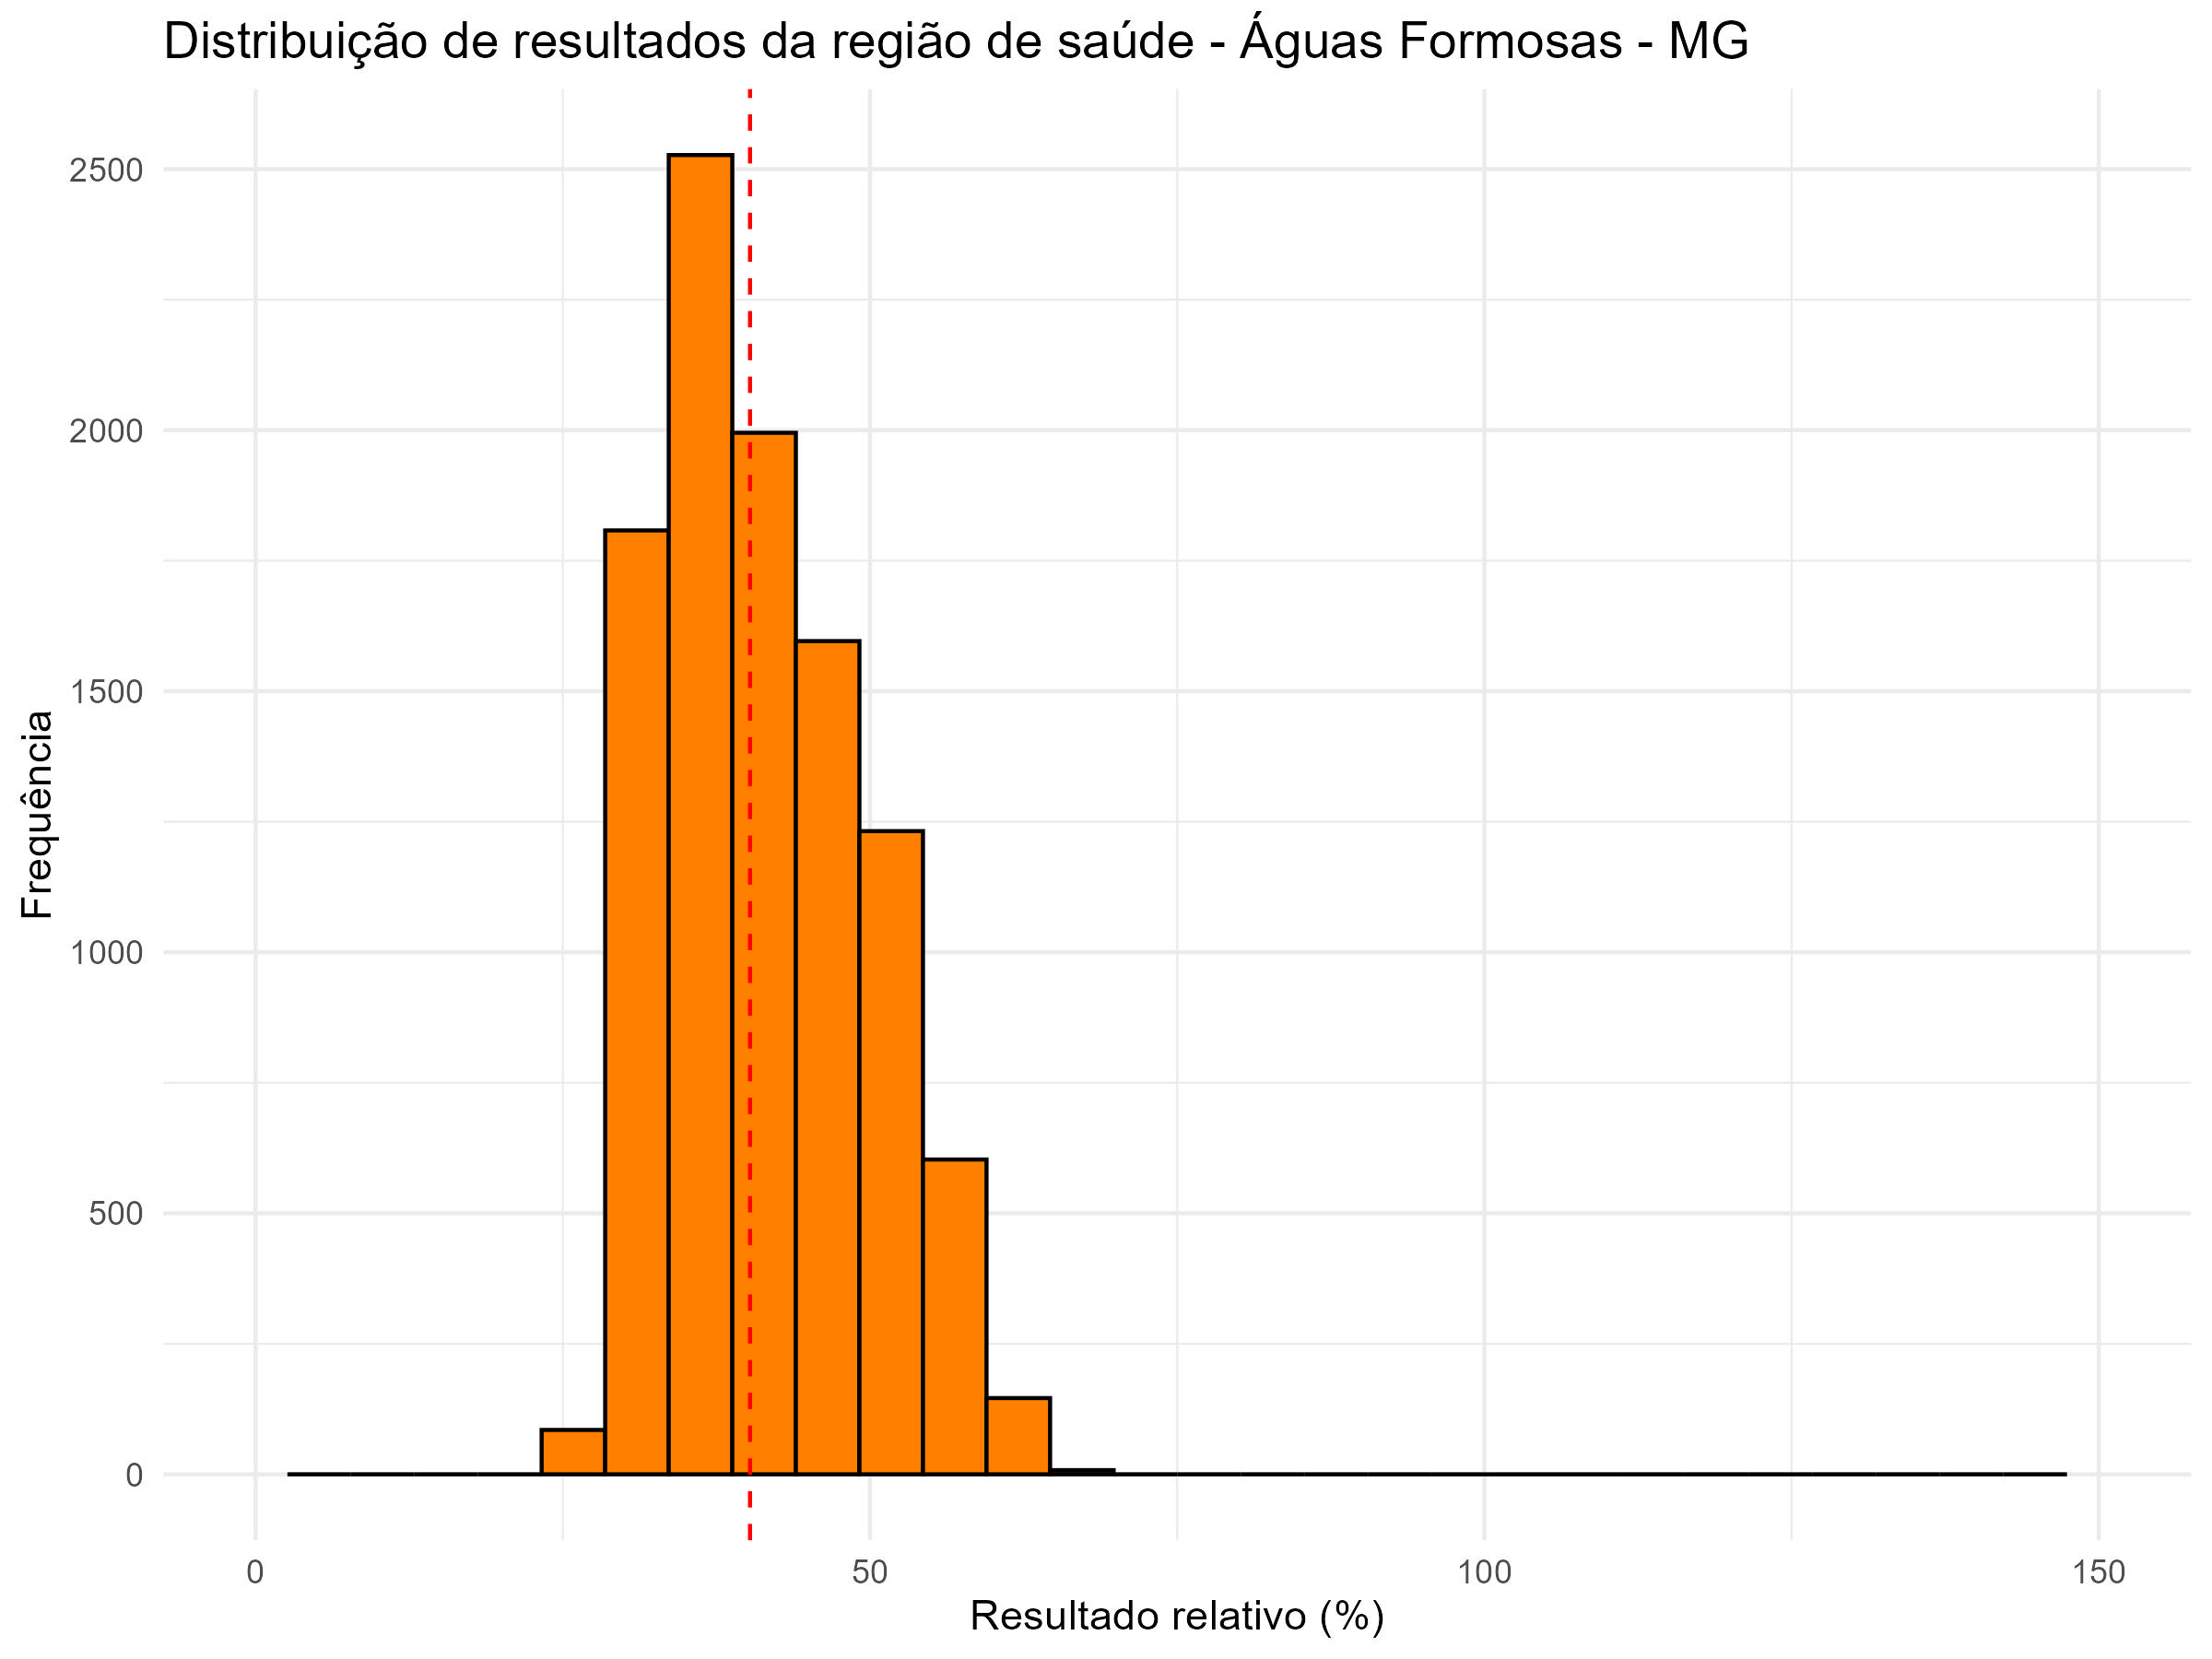 Distribuição de resultados da região de saúde - Águas Formosas - MG
Frequência
2500
2000
1500
1000
500
0
0 50 100 150
Resultado relativo (%)